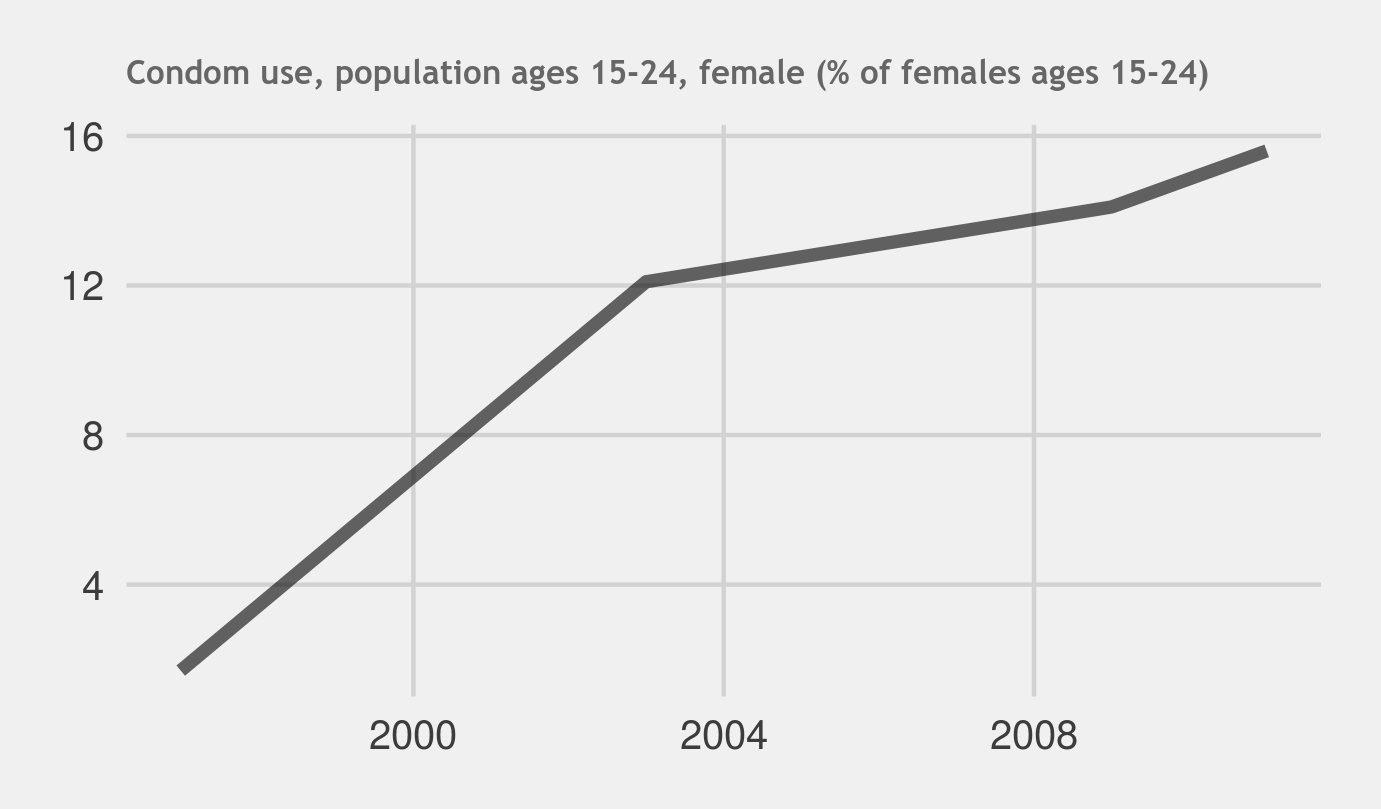 Condom use, population ages 15-24, female (% of females ages 15-24)
16
12
8
4
2000 2004 2008